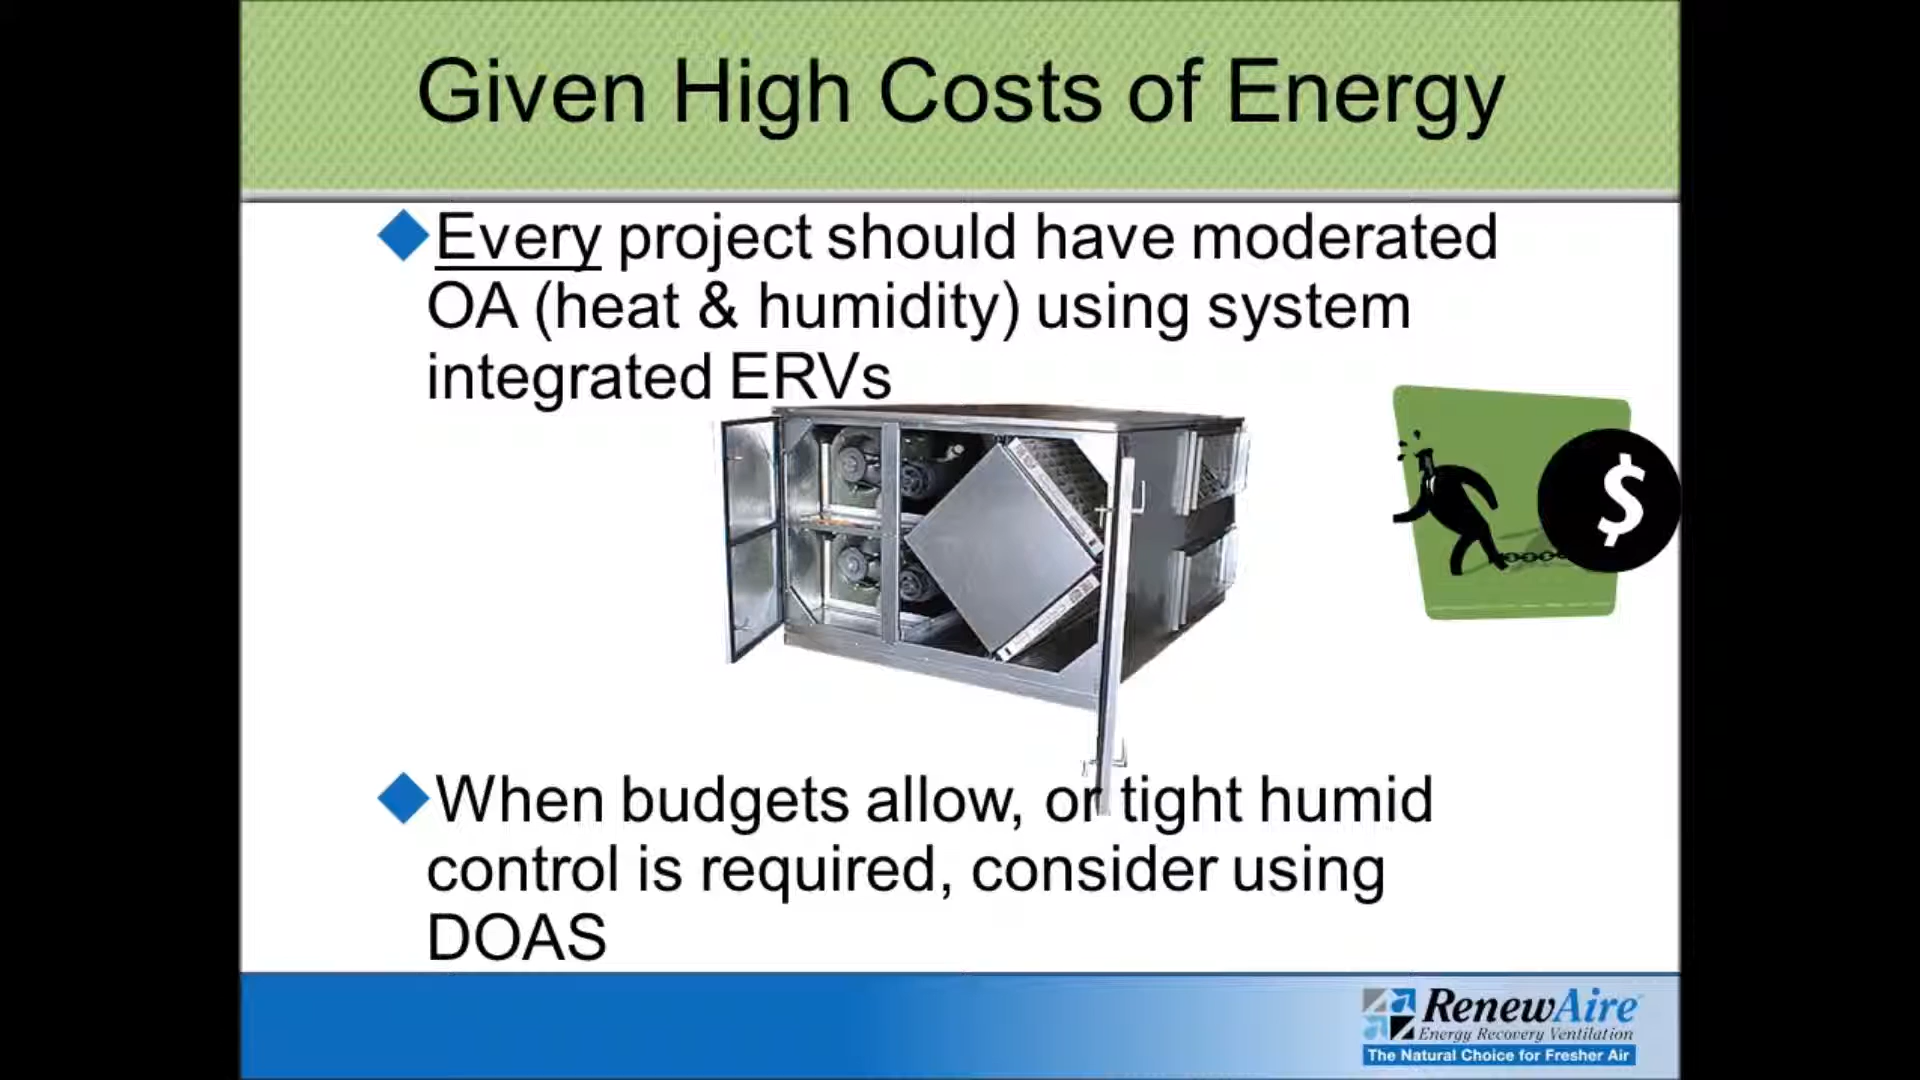 Given High Costs of Energy
Every project should have moderated
OA (heat & humidity) using system
integrated ERVs
$
When budgets allow, or tight humid
control is required, consider using
DOAS
RenewAire
Energy Recovery Ventilation
The Natural Choice for Fresher Air